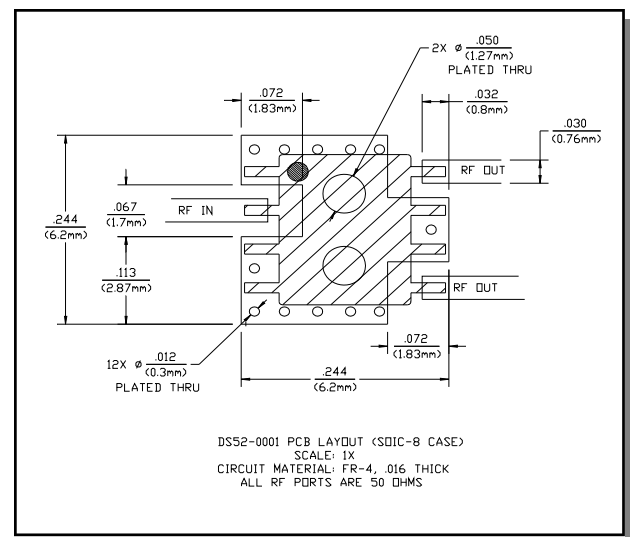 2X ø .050
(1.27mm)
PLATED THRU
.072
(1.83mm)
.032
(0.8mm)
.030
(0.76mm)
RF OUT
.067
(1.7mm)
RF IN
.244
(6.2mm)
.113
(2.87mm)
RF OUT
.072
(1.83mm)
12X ø .012
(0.3mm)
PLATED THRU
.244
(6.2mm)
DS52-0001 PCB LAYOUT (SOIC-8 CASE)
SCALE: 1X
CIRCUIT MATERIAL: FR-4, .016 THICK
ALL RF PORTS ARE 50 OHMS